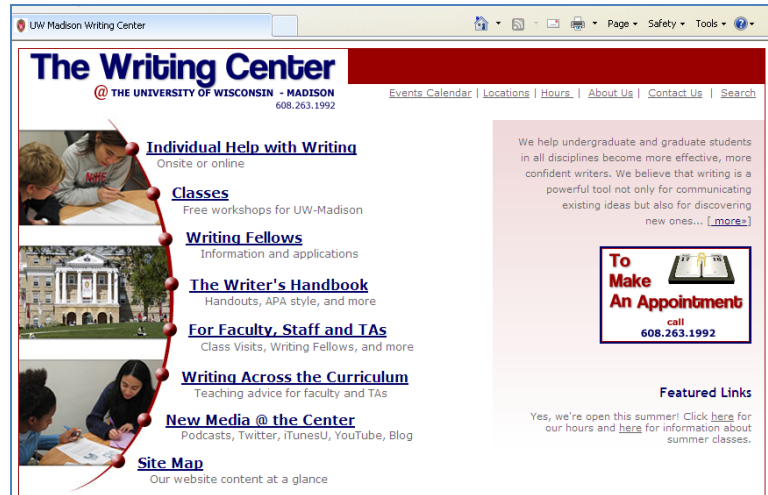 UW Madison Writing Center
Page
Safety
Tools
The Writing Center
@ THE UNIVERSITY OF WISCONSIN - MADISON
608.263.1992
Events Calendar | Locations | Hours | About Us | Contact Us | Search
Individual Help with Writing
Onsite or online
Classes
Free workshops for UW-Madison
Writing Fellows
Information and applications
The Writer's Handbook
Handouts, APA style, and more
For Faculty, Staff and TAs
Class Visits, Writing Fellows, and more
Writing Across the Curriculum
Teaching advice for faculty and TAs
New Media @ the Center
Podcasts, Twitter, iTunesU, YouTube, Blog
Site Map
Our website content at a glance
We help undergraduate and graduate students
in all disciplines become more effective, more
confident writers. We believe that writing is a
powerful tool not only for communicating
existing ideas but also for discovering
new ones... [ more»]
To
Make
An Appointment
call
608.263.1992
Featured Links
Yes, we're open this summer! Click here for
our hours and here for information about
summer classes.